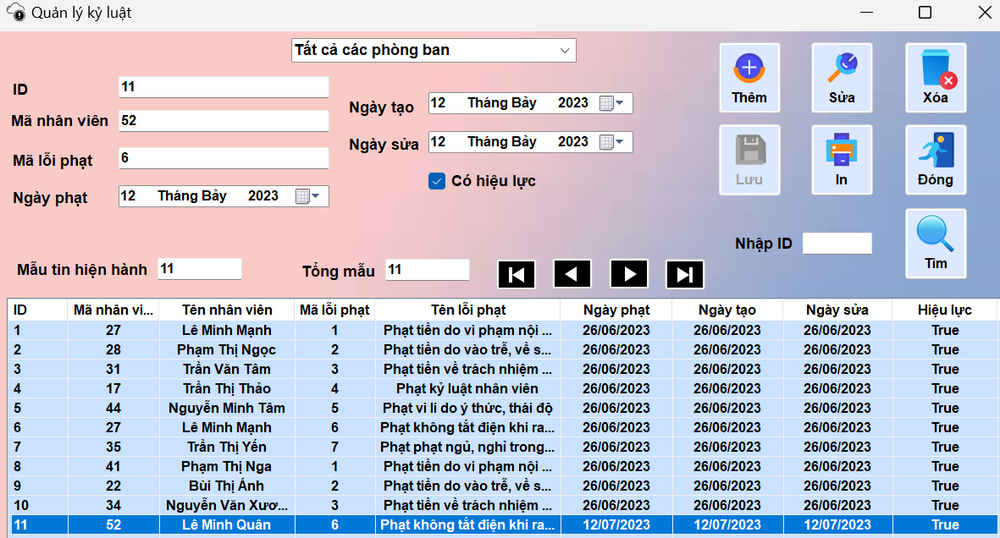 Quản lý kỷ luật
Tất cả các phòng ban
ID 11
Mã nhân viên 52
Mã lỗi phạt 6
Ngày phạt 12 Tháng Bảy 2023
Ngày tạo 12 Tháng Bảy 2023
Ngày sửa 12 Tháng Bảy 2023
Có hiệu lực
Thêm Sửa Xóa
Lưu In Đóng
Nhập ID
Tìm
Mẫu tin hiện hành 11 Tổng mẫu 11
ID Mã nhân vi... Tên nhân viên Mã lỗi phạt Tên lỗi phạt Ngày phạt Ngày tạo Ngày sửa Hiệu lực
1 27 Lê Minh Mạnh 1 Phạt tiền do vi phạm nội ... 26/06/2023 26/06/2023 26/06/2023 True
2 28 Phạm Thị Ngọc 2 Phạt tiền do vào trễ, về s... 26/06/2023 26/06/2023 26/06/2023 True
3 31 Trần Văn Tâm 3 Phạt tiền về trách nhiệm ... 26/06/2023 26/06/2023 26/06/2023 True
4 17 Trần Thị Thảo 4 Phạt kỷ luật nhân viên 26/06/2023 26/06/2023 26/06/2023 True
5 44 Nguyễn Minh Tâm 5 Phạt vì lí do ý thức, thái độ 26/06/2023 26/06/2023 26/06/2023 True
6 27 Lê Minh Mạnh 6 Phạt không tắt điện khi ra... 26/06/2023 26/06/2023 26/06/2023 True
7 35 Trần Thị Yến 7 Phạt phạt ngủ, nghỉ trong... 26/06/2023 26/06/2023 26/06/2023 True
8 41 Phạm Thị Nga 1 Phạt tiền do vi phạm nội ... 26/06/2023 26/06/2023 26/06/2023 True
9 22 Bùi Thị Ánh 2 Phạt tiền do vào trễ, về s... 26/06/2023 26/06/2023 26/06/2023 True
10 34 Nguyễn Văn Xươ... 3 Phạt tiền về trách nhiệm ... 26/06/2023 26/06/2023 26/06/2023 True
11 52 Lê Minh Quân 6 Phạt không tắt điện khi ra... 12/07/2023 12/07/2023 12/07/2023 True